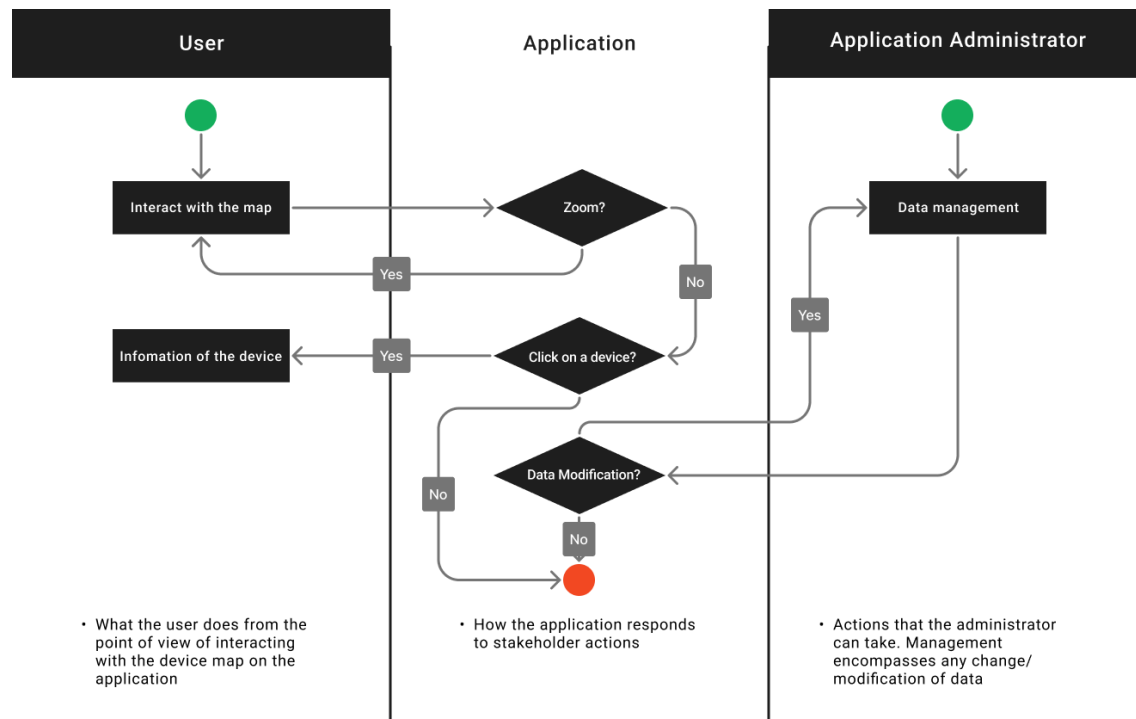 User
Application
Application Administrator
Interact with the map
Zoom?
Data management
Yes
No
Yes
Infomation of the device
Yes
Click on a device?
Data Modification?
No
No
• What the user does from the
point of view of interacting
with the device map on the
application
• How the application responds
to stakeholder actions
• Actions that the administrator
can take. Management
encompasses any change/
modification of data